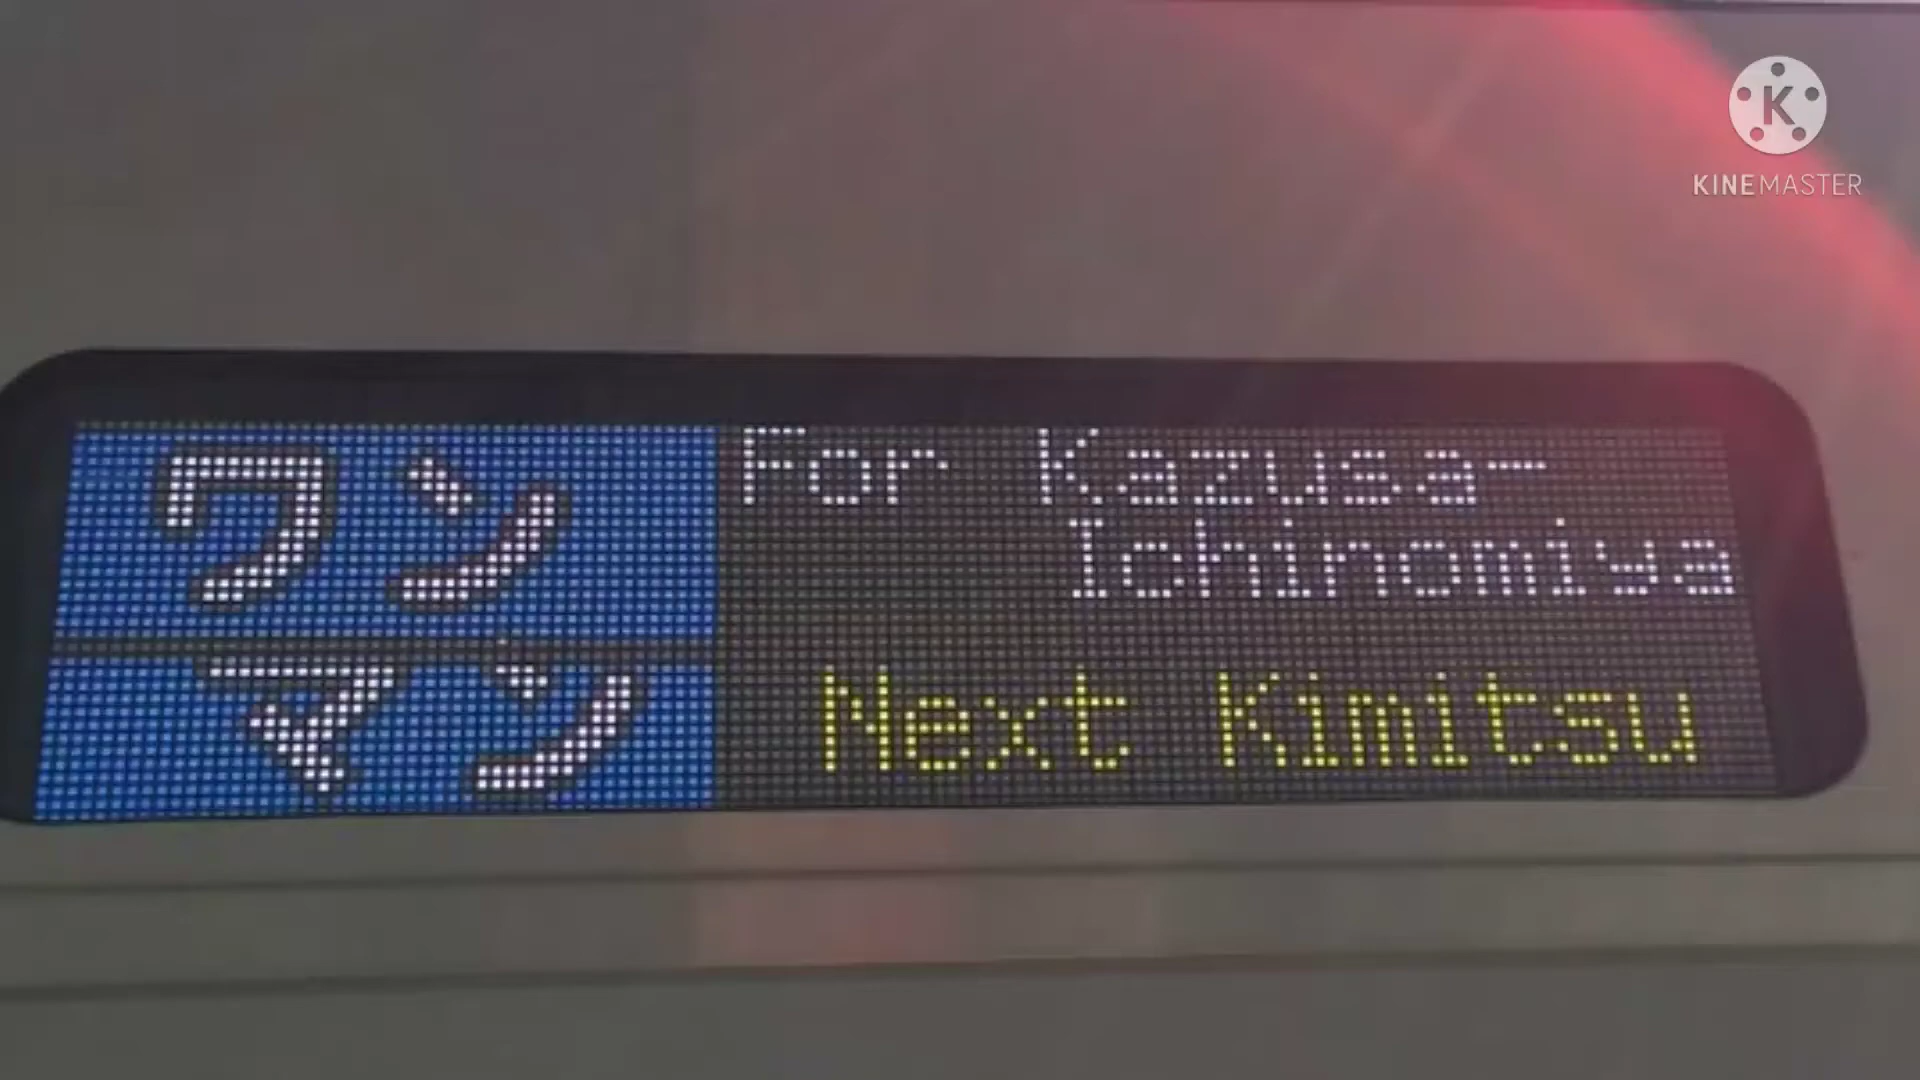 ワン
マン
For Kazusa-
Ichinomiya
Next Kimitsu
KINEMASTER